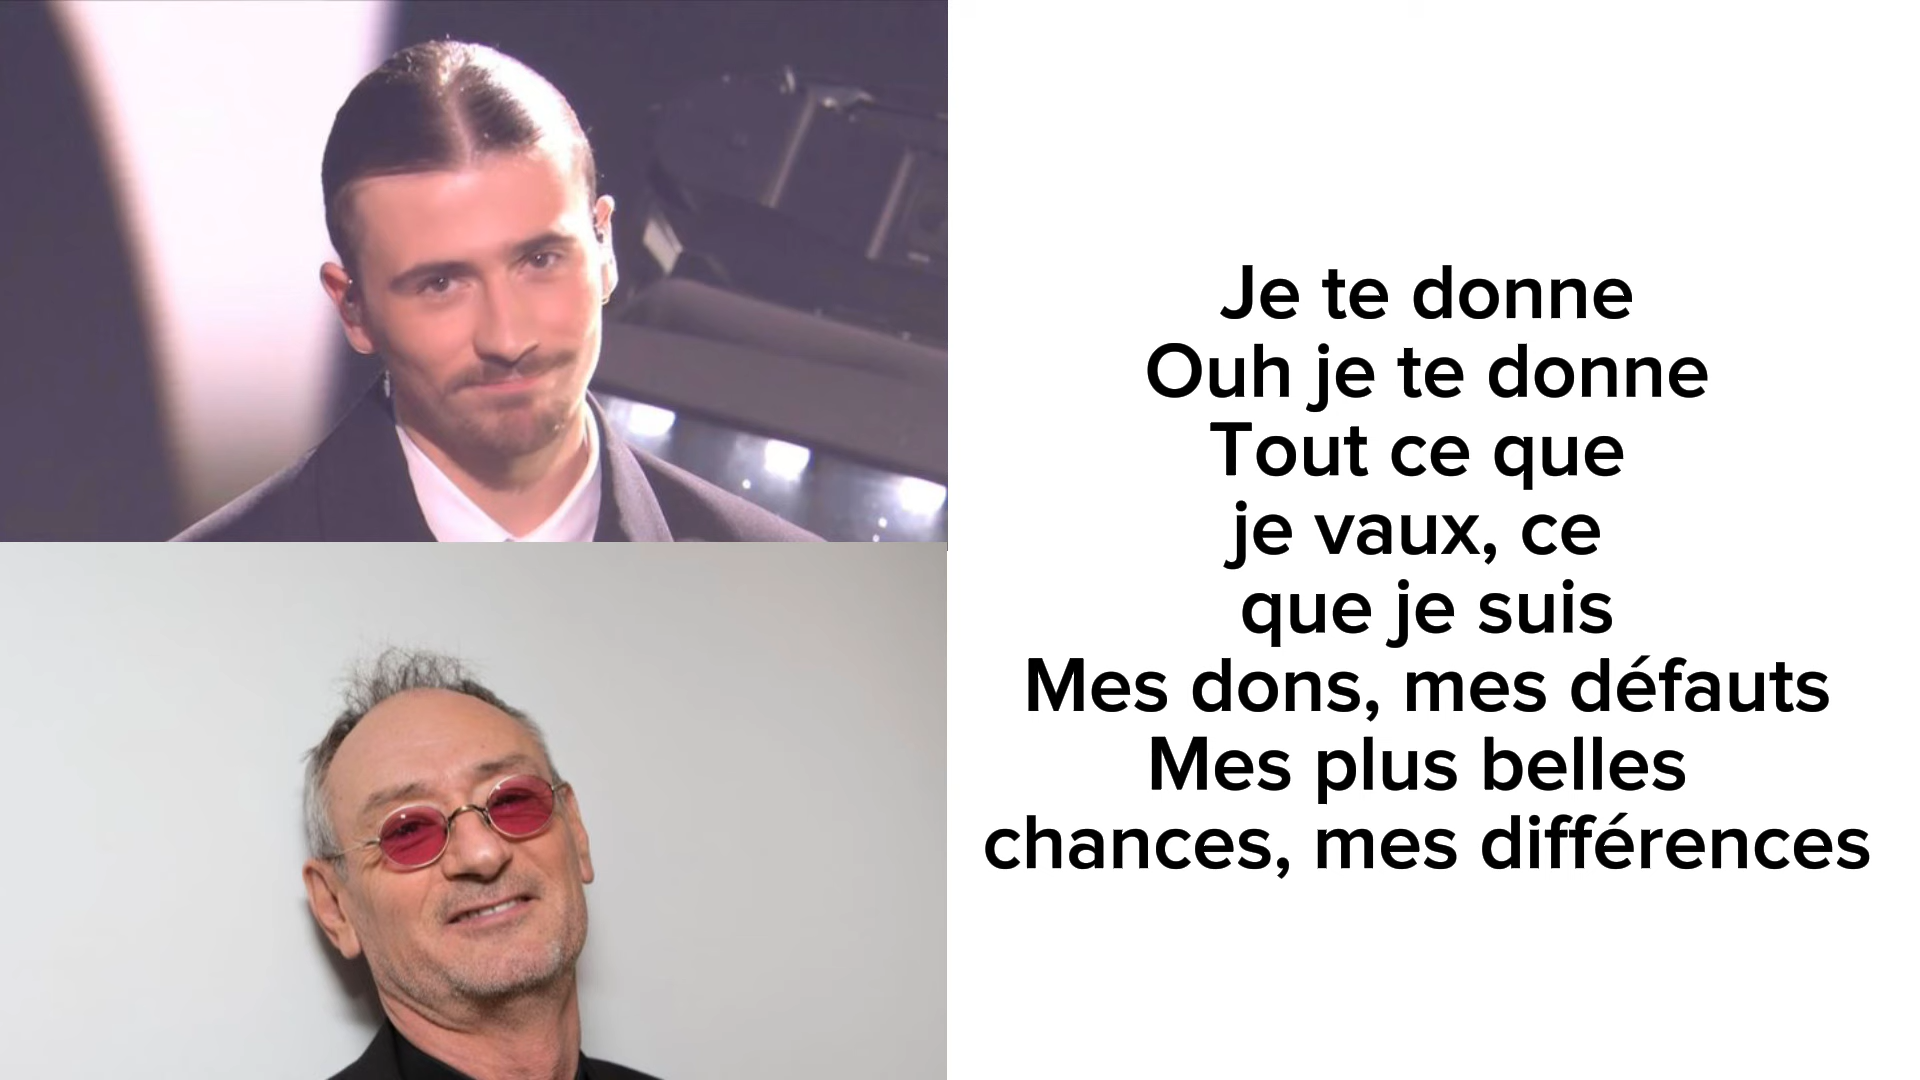 Je te donne
Ouh je te donne
Tout ce que
je vaux, ce
que je suis
Mes dons, mes défauts
Mes plus belles
chances, mes différences